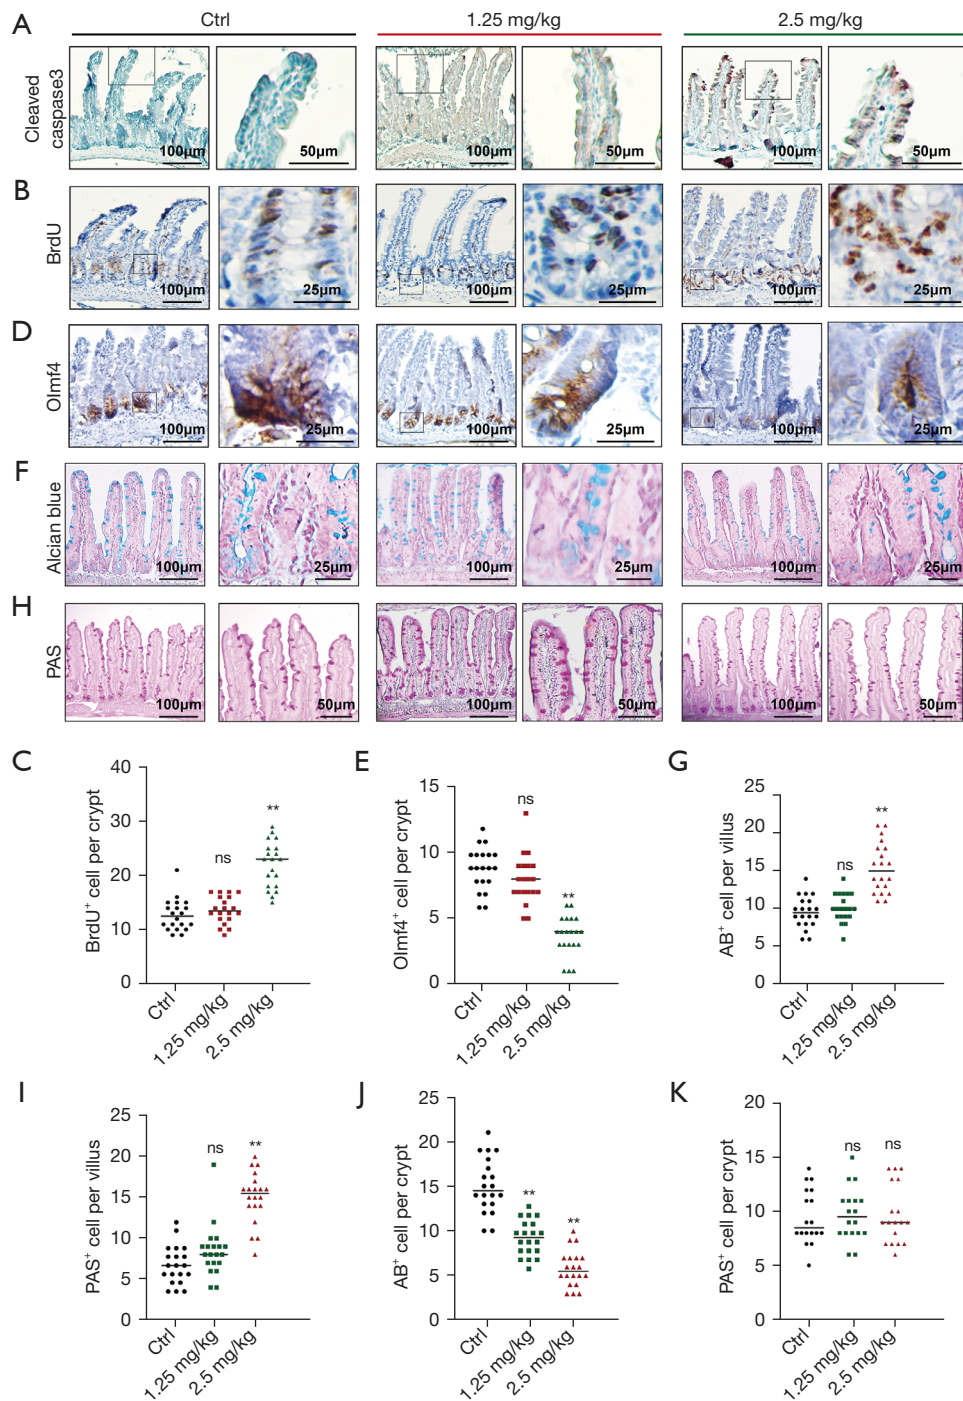 Ctrl 1.25 mg/kg 2.5 mg/kg
A
Cleaved caspase3
100μm 50μm 100μm 50μm 100μm 50μm
B
BrdU
100μm 25μm 100μm 25μm 100μm 25μm
D
Olmf4
100μm 25μm 100μm 25μm 100μm 25μm
F
Alcian blue
100μm 25μm 100μm 25μm 100μm 25μm
H
PAS
100μm 50μm 100μm 50μm 100μm 50μm
C
BrdU+ cell per crypt
40
30
20
10
0
ns
**
Ctrl
1.25 mg/kg
2.5 mg/kg
E
Olmf4+ cell per crypt
15
10
5
0
ns
**
Ctrl
1.25 mg/kg
2.5 mg/kg
G
AB+ cell per villus
25
20
15
10
5
0
ns
**
Ctrl
1.25 mg/kg
2.5 mg/kg
I
PAS+ cell per villus
25
20
15
10
5
0
ns
**
Ctrl
1.25 mg/kg
2.5 mg/kg
J
AB+ cell per crypt
25
20
15
10
5
0
**
**
Ctrl
1.25 mg/kg
2.5 mg/kg
K
PAS+ cell per crypt
20
15
10
5
0
ns
ns
Ctrl
1.25 mg/kg
2.5 mg/kg